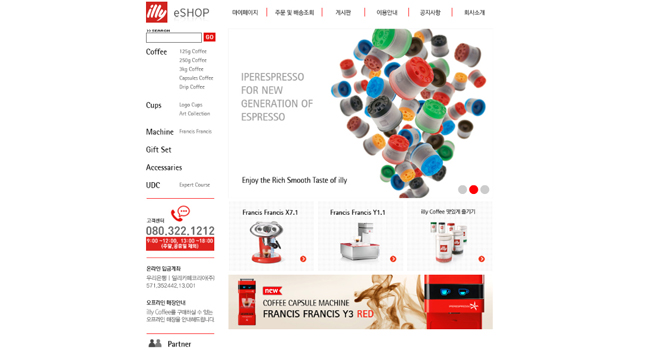 illy eSHOP
마이페이지
주문 및 배송조회
게시판
이용안내
공지사항
회사소개
GO
Coffee
125g Coffee
250g Coffee
3kg Coffee
Capsules Coffee
Drip Coffee
Cups
Logo Cups
Art Collection
Machine
Francis Francis
Gift Set
Accessaries
UDC
Expert Course
IPERESPRESSO
FOR NEW
GENERATION OF
ESPRESSO
Enjoy the Rich Smooth Taste of illy
고객센터
080.322.1212
9:00 ~12:00, 13:00 ~18:00
(주말,공휴일 제외)
Francis Francis X7.1
Francis Francis Y1.1
illy Coffee 맛있게 즐기기
온라인 입금계좌
우리은행 | 일리카페코리아(주)
571.352442.13.001
오프라인 매장안내
illy Coffee를 구매하실 수 있는
오프라인 매장을 안내해드립니다.
new
COFFEE CAPSULE MACHINE
FRANCIS FRANCIS Y3 RED
Partner